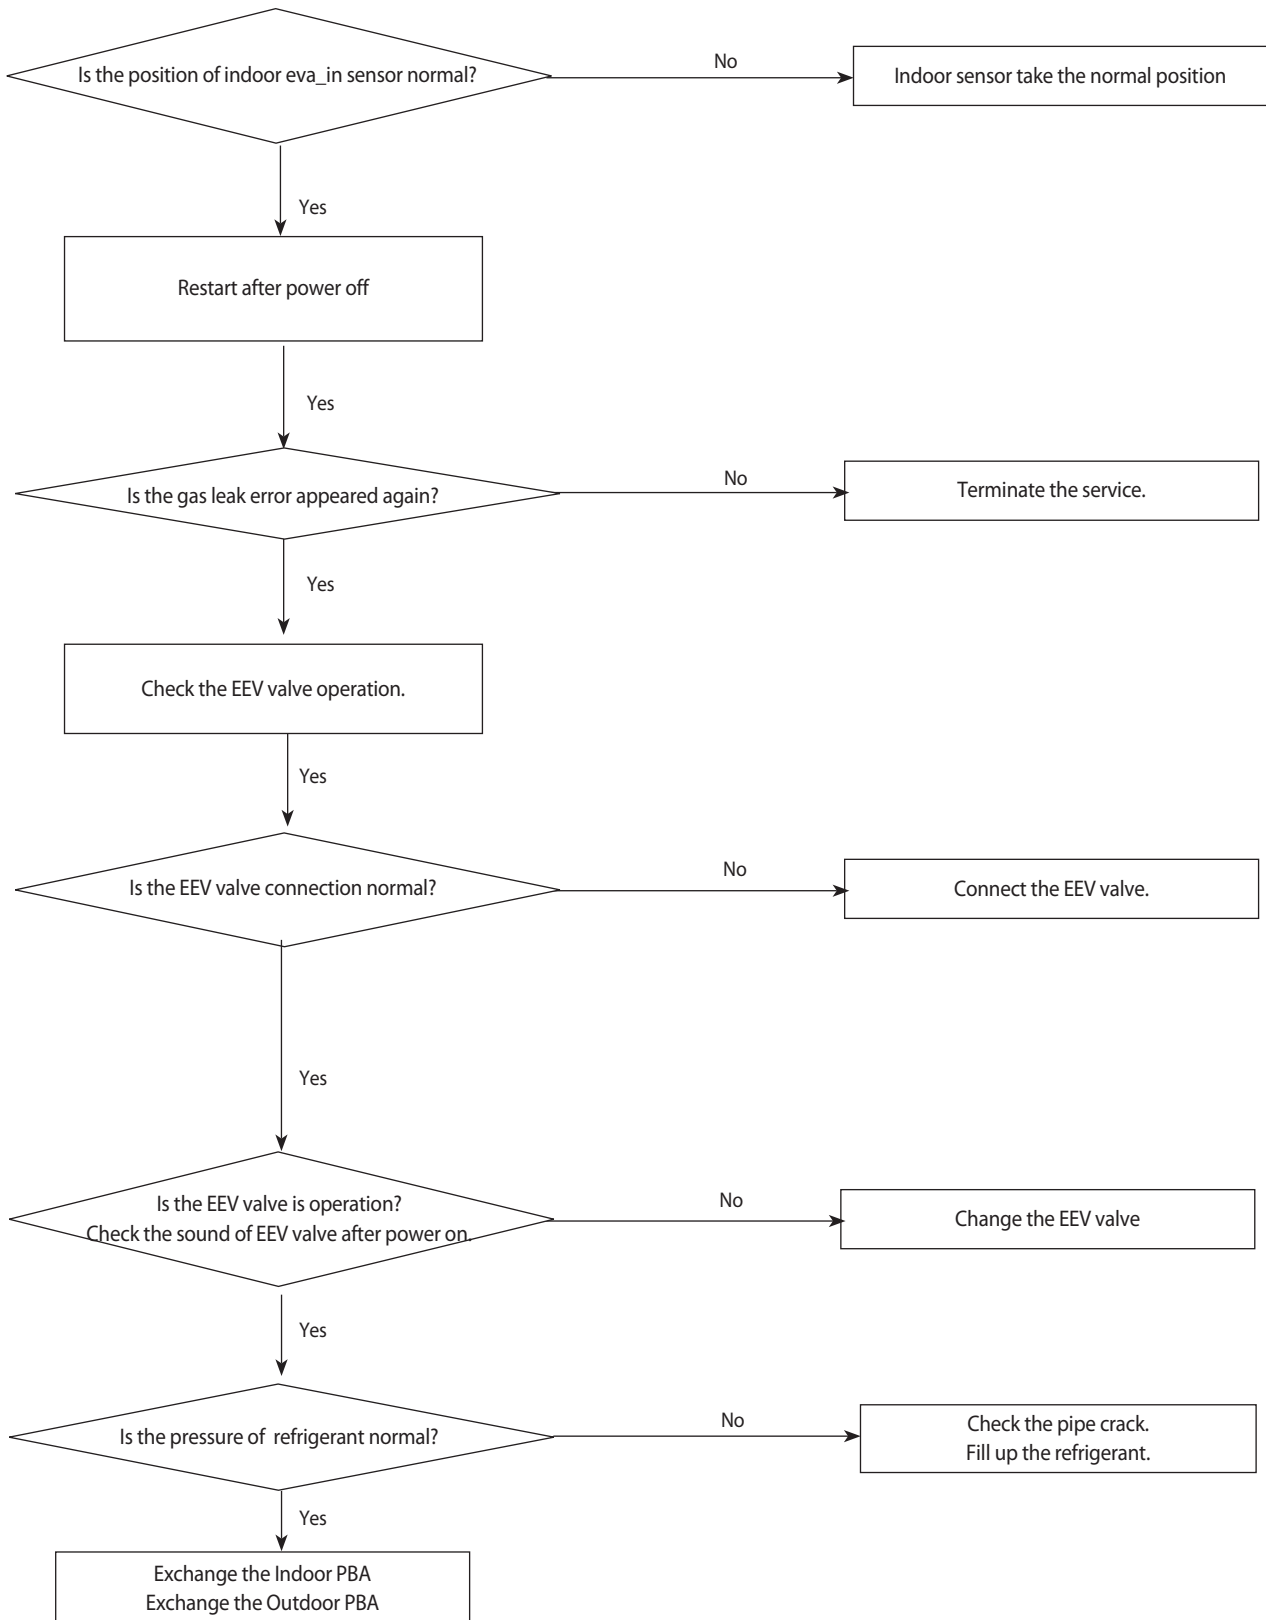 Is the position of indoor eva_in sensor normal?
No
Indoor sensor take the normal position
Yes
Restart after power off
Yes
Is the gas leak error appeared again?
No
Terminate the service.
Yes
Check the EEV valve operation.
Yes
Is the EEV valve connection normal?
No
Connect the EEV valve.
Yes
Is the EEV valve is operation?
Check the sound of EEV valve after power on.
No
Change the EEV valve
Yes
Is the pressure of refrigerant normal?
No
Check the pipe crack.
Fill up the refrigerant.
Yes
Exchange the Indoor PBA
Exchange the Outdoor PBA